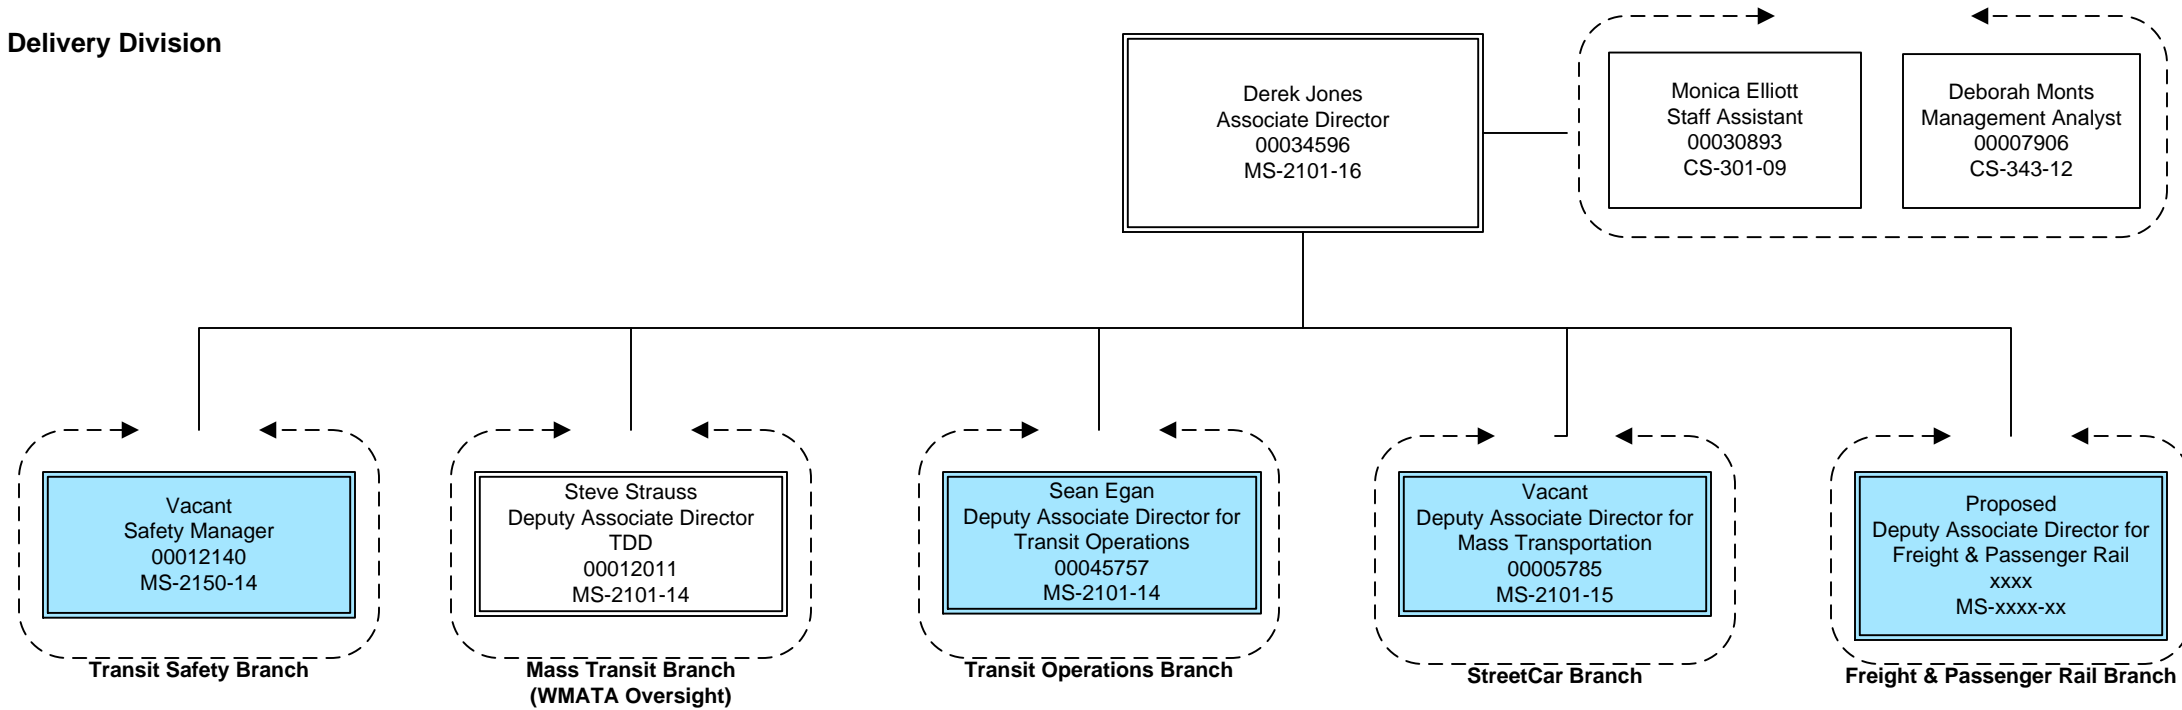 Delivery Division
Derek Jones
Associate Director
00034596
MS-2101-16
Monica Elliott
Staff Assistant
00030893
CS-301-09
Deborah Monts
Management Analyst
00007906
CS-343-12
Vacant
Safety Manager
00012140
MS-2150-14
Transit Safety Branch
Steve Strauss
Deputy Associate Director
TDD
00012011
MS-2101-14
Mass Transit Branch
(WMATA Oversight)
Sean Egan
Deputy Associate Director for
Transit Operations
00045757
MS-2101-14
Transit Operations Branch
Vacant
Deputy Associate Director for
Mass Transportation
00005785
MS-2101-15
StreetCar Branch
Proposed
Deputy Associate Director for
Freight & Passenger Rail
xxxx
MS-xxxx-xx
Freight & Passenger Rail Branch